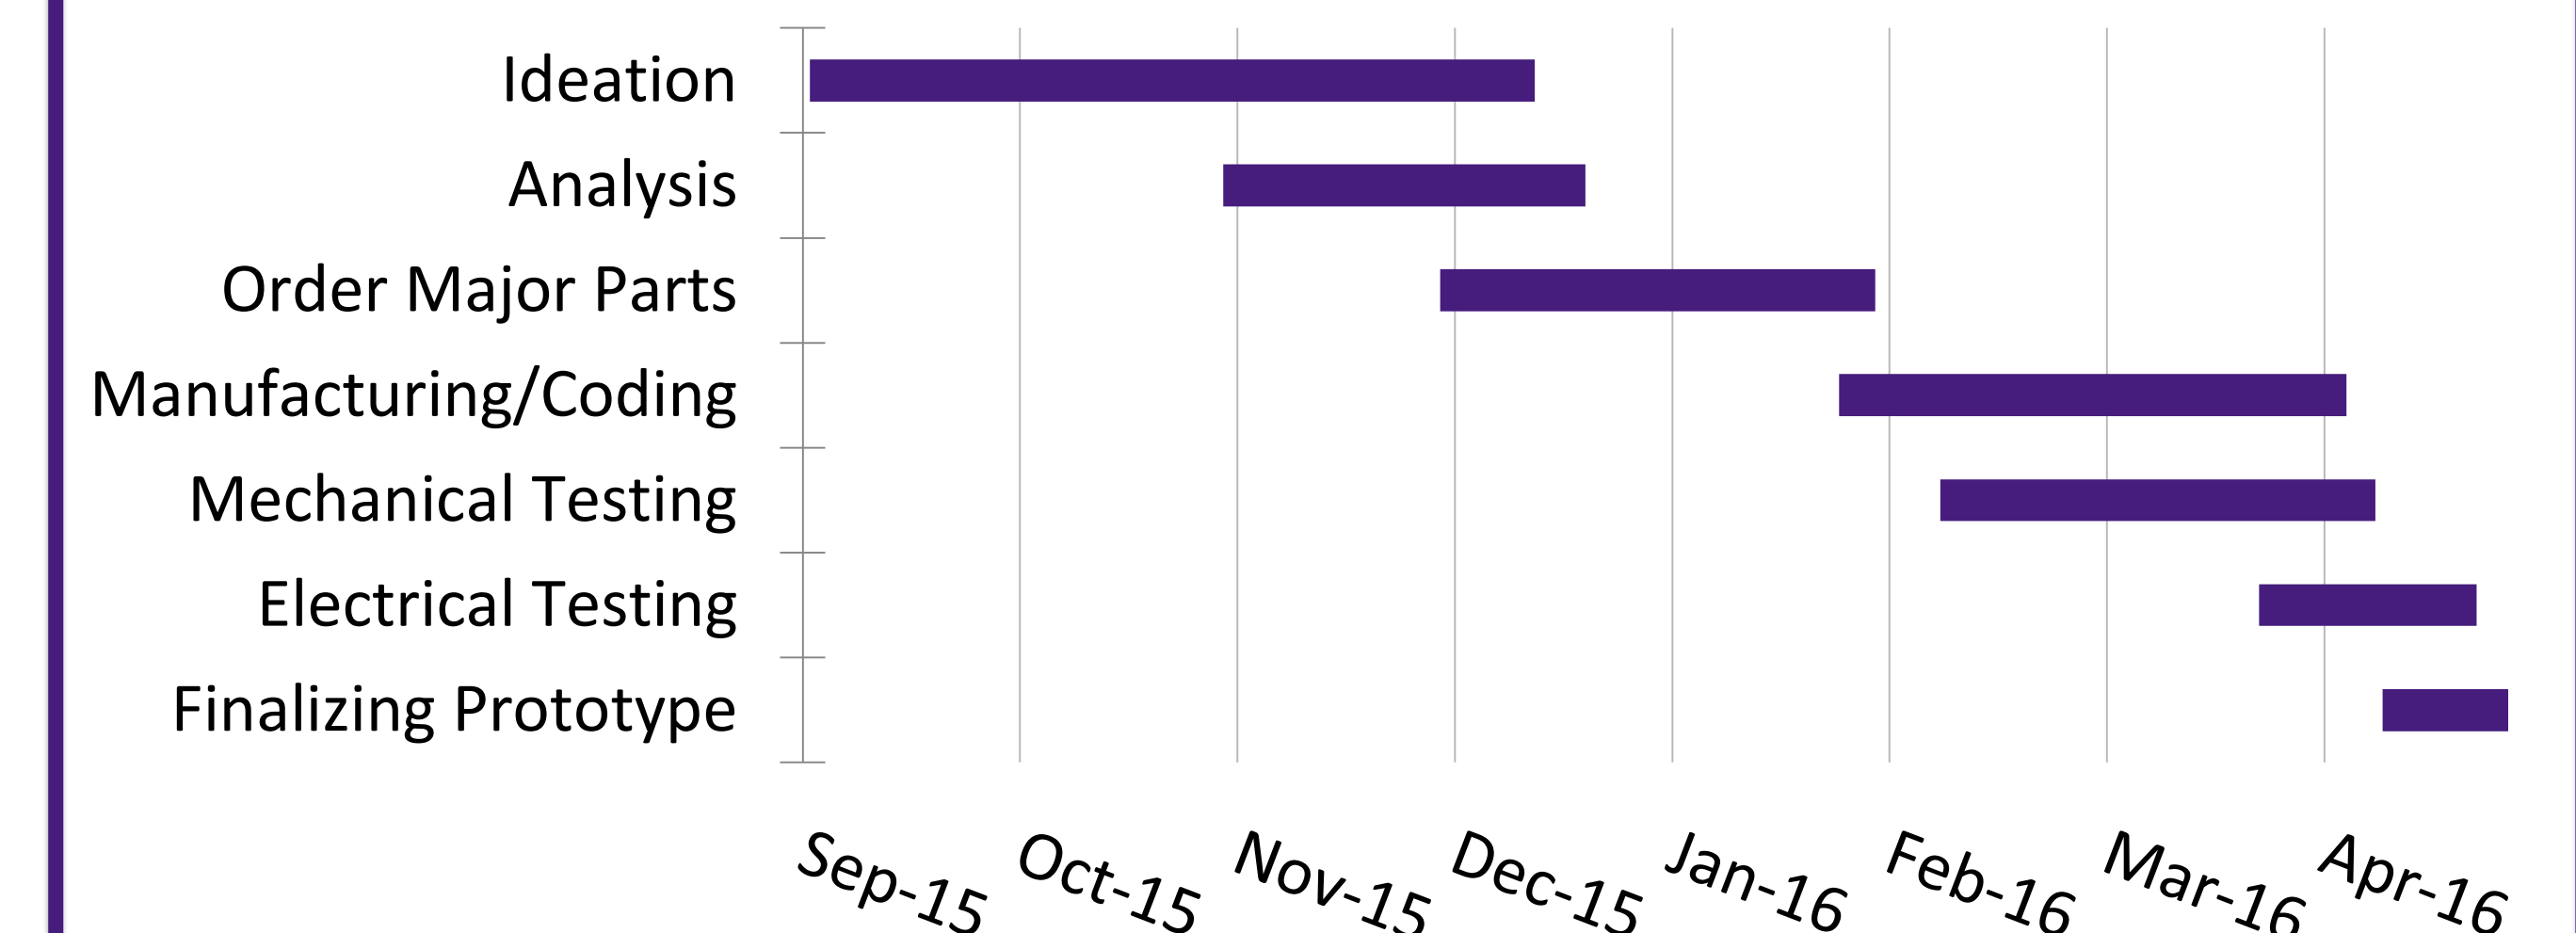 Ideation
Analysis
Order Major Parts
Manufacturing/Coding
Mechanical Testing
Electrical Testing
Finalizing Prototype
Sep-15 Oct-15 Nov-15 Dec-15 Jan-16 Feb-16 Mar-16 Apr-16